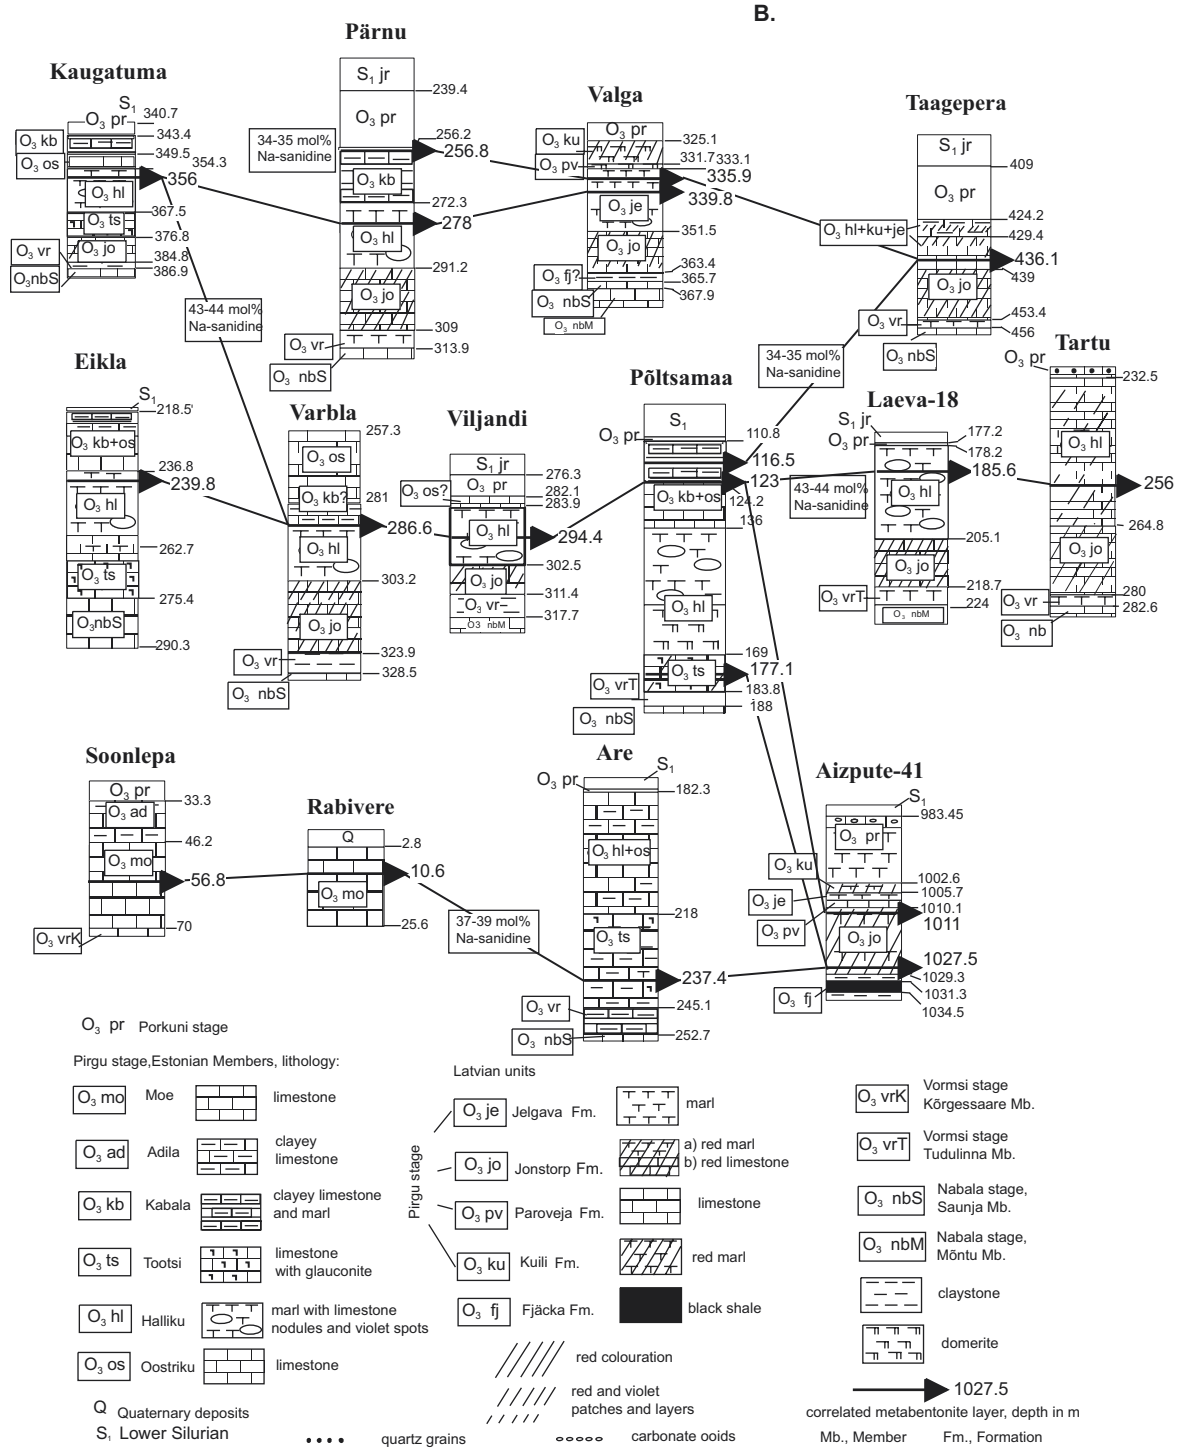 B.
Pärnu
S₁ jr
239.4
O₃ pr
34-35 mol%
Na-sanidine
256.2
256.8
O₃ kb
272.3
278
O₃ hl
291.2
O₃ jo
309
O₃ vr
313.9
O₃ nbS
Kaugatuma
S₁
O₃ pr
340.7
O₃ kb
343.4
349.5
O₃ os
354.3
356
O₃ hl
367.5
O₃ ts
376.8
O₃ jo
O₃ vr
384.8
386.9
O₃nbS
43-44 mol%
Na-sanidine
Valga
O₃ pr
O₃ ku
325.1
331.7
333.1
O₃ pv
335.9
339.8
O₃ je
351.5
O₃ jo
363.4
O₃ fj?
365.7
367.9
O₃ nbS
O₃ nbM
Taagepera
S₁ jr
409
O₃ pr
424.2
O₃ hl+ku+je
429.4
436.1
439
O₃ jo
453.4
O₃ vr
456
O₃ nbS
34-35 mol%
Na-sanidine
Eikla
S₁
218.5'
O₃ kb+os
236.8
239.8
O₃ hl
262.7
O₃ ts
275.4
O₃nbS
290.3
Varbla
257.3
O₃ os
O₃ kb?
281
286.6
O₃ hl
303.2
O₃ jo
323.9
O₃ vr
328.5
O₃ nbS
Viljandi
S₁ jr
276.3
O₃ pr
282.1
O₃ os?
283.9
O₃ hl
294.4
302.5
O₃ jo
311.4
O₃ vr
317.7
O3 nbM
Põltsamaa
S₁
O₃ pr
110.8
116.5
123
124.2
O₃ kb+os
136
O₃ hl
169
O₃ ts
177.1
O₃ vrT
183.8
188
O₃ nbS
Laeva-18
S₁ jr
O₃ pr
177.2
178.2
185.6
43-44 mol%
Na-sanidine
O₃ hl
205.1
O₃ jo
218.7
O₃ vrT
224
O₃ nbM
Tartu
O₃ pr
232.5
O₃ hl
256
264.8
O₃ jo
280
O₃ vr
282.6
O₃ nb
Soonlepa
O₃ pr
33.3
O₃ ad
46.2
O₃ mo
56.8
70
O₃ vrK
Rabivere
Q
2.8
10.6
O₃ mo
25.6
37-39 mol%
Na-sanidine
Are
S₁
O₃ pr
182.3
O₃ hl+os
218
O₃ ts
237.4
245.1
O₃ vr
252.7
O₃ nbS
Aizpute-41
S₁
983.45
O₃ pr
O₃ ku
1002.6
1005.7
O₃ je
1010.1
1011
O₃ pv
O₃ jo
1027.5
1029.3
1031.3
O₃ fj
1034.5
O₃ pr Porkuni stage
Pirgu stage,Estonian Members, lithology:
O₃ mo Moe limestone
O₃ ad Adila clayey
limestone
O₃ kb Kabala clayey limestone
and marl
O₃ ts Tootsi limestone
with glauconite
O₃ hl Halliku marl with limestone
nodules and violet spots
O₃ os Oostriku limestone
Q Quaternary deposits
S₁ Lower Silurian
quartz grains
Latvian units
Pirgu stage
O₃ je Jelgava Fm. marl
O₃ jo Jonstorp Fm. a) red marl
b) red limestone
O₃ pv Paroveja Fm. limestone
O₃ ku Kuili Fm. red marl
O₃ fj Fjäcka Fm. black shale
red colouration
red and violet
patches and layers
carbonate ooids
O₃ vrK Vormsi stage
Kõrgessaare Mb.
O₃ vrT Vormsi stage
Tudulinna Mb.
O₃ nbS Nabala stage,
Saunja Mb.
O₃ nbM Nabala stage,
Mõntu Mb.
claystone
domerite
1027.5
correlated metabentonite layer, depth in m
Mb., Member Fm., Formation